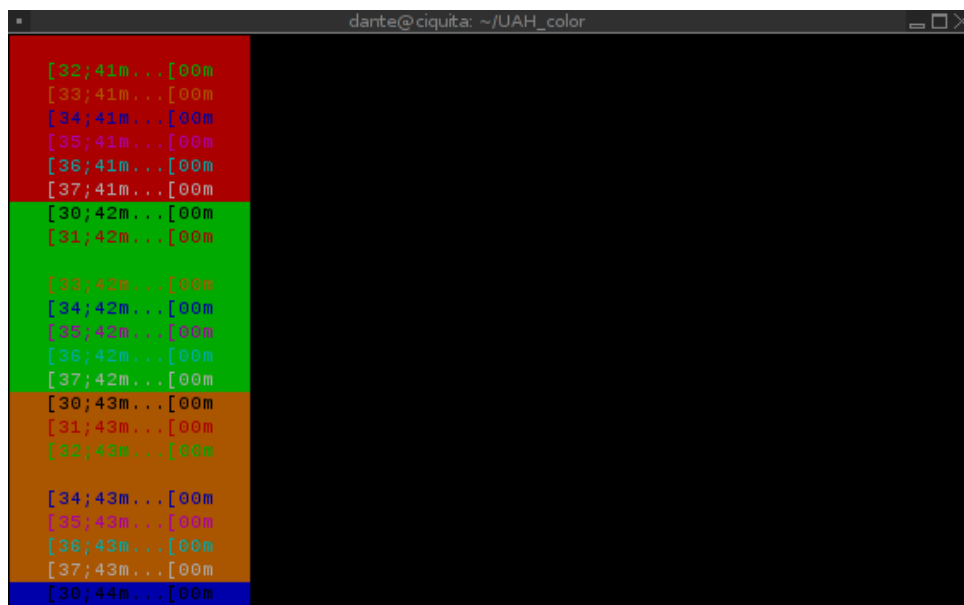 dante@ciquita: ~/UAH_color
[32;41m...[00m
[33;41m...[00m
[34;41m...[00m
[35;41m...[00m
[36;41m...[00m
[37;41m...[00m
[30;42m...[00m
[31;42m...[00m
[33;42m...[00m
[34;42m...[00m
[35;42m...[00m
[36;42m...[00m
[37;42m...[00m
[30;43m...[00m
[31;43m...[00m
[32;43m...[00m
[34;43m...[00m
[35;43m...[00m
[36;43m...[00m
[37;43m...[00m
[30;44m...[00m